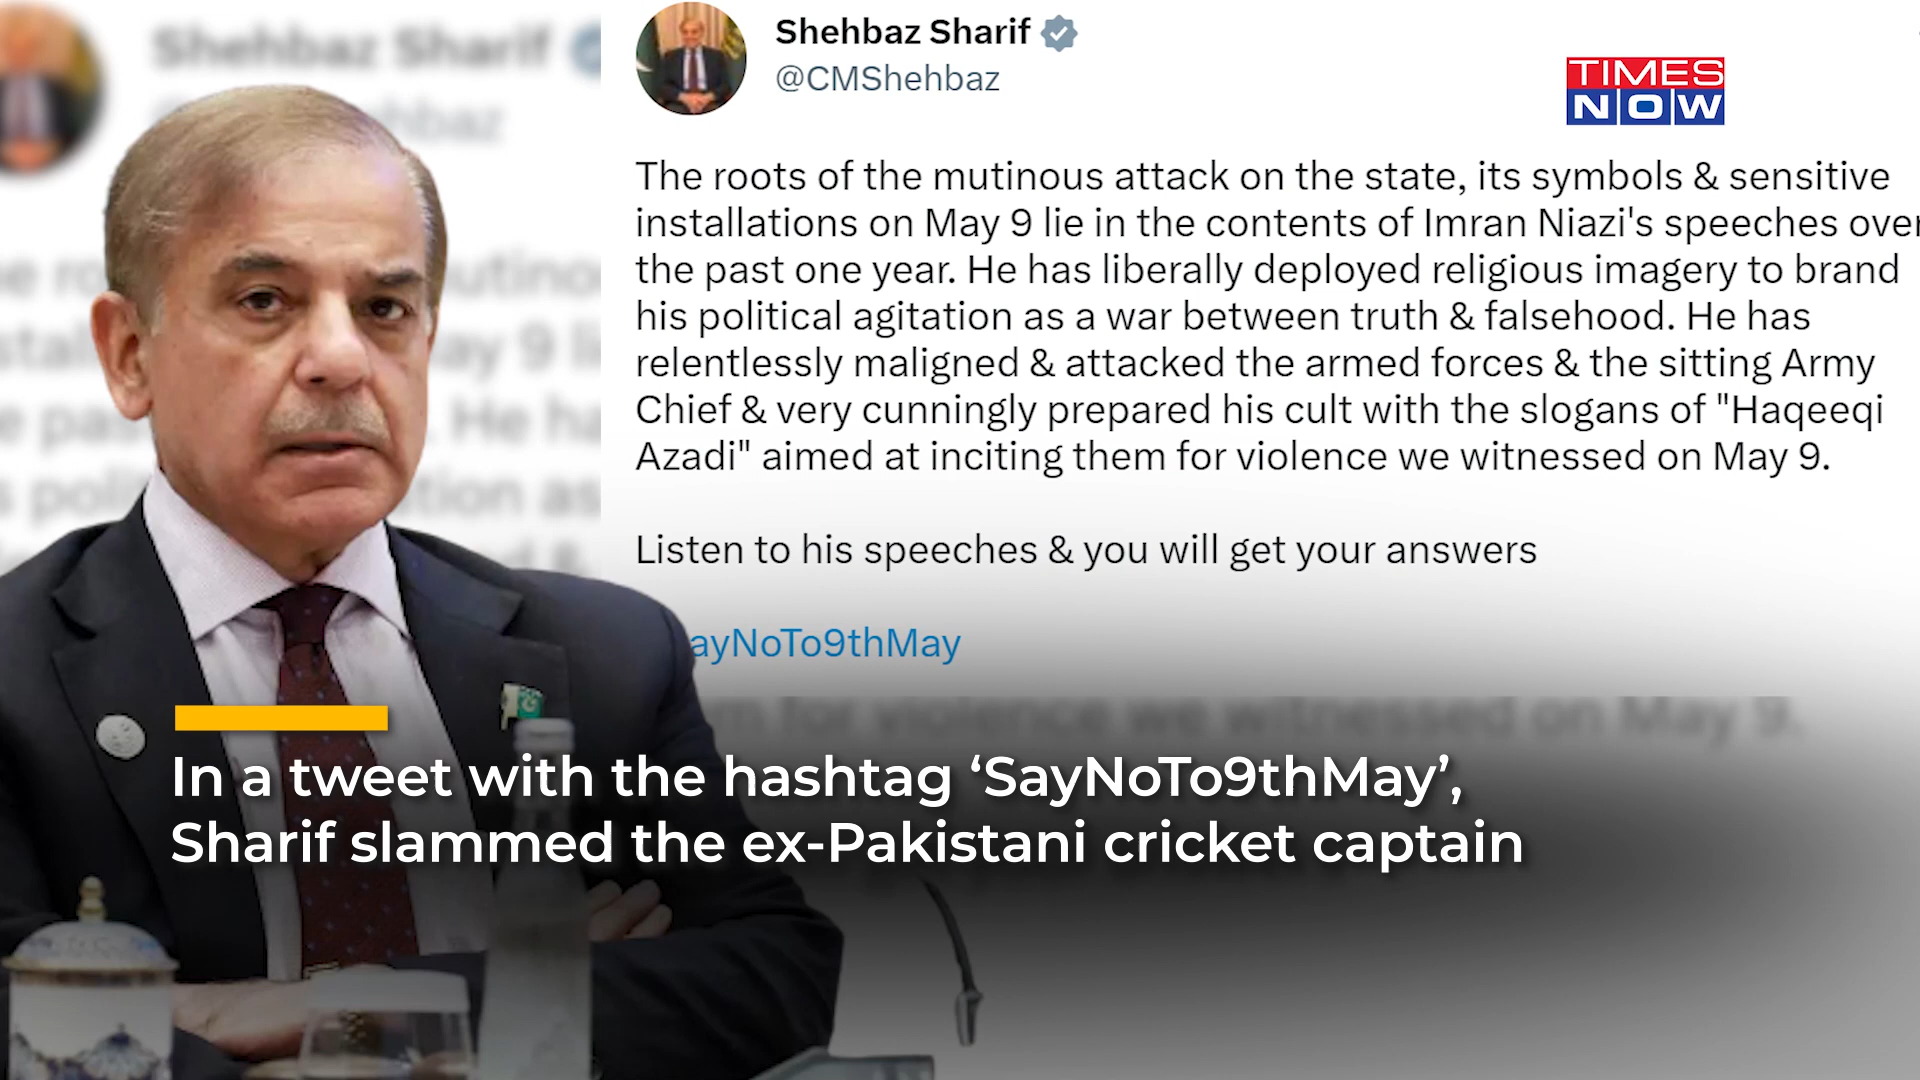 Shehbaz Sharif
@CMShehbaz
TIMES
NOW
The roots of the mutinous attack on the state, its symbols & sensitive
installations on May 9 lie in the contents of Imran Niazi's speeches over
the past one year. He has liberally deployed religious imagery to brand
his political agitation as a war between truth & falsehood. He has
relentlessly maligned & attacked the armed forces & the sitting Army
Chief & very cunningly prepared his cult with the slogans of "Haqeeqi
Azadi" aimed at inciting them for violence we witnessed on May 9.
Listen to his speeches & you will get your answers
ayNoTo9thMay
In a tweet with the hashtag ‘SayNoTo9thMay’,
Sharif slammed the ex-Pakistani cricket captain